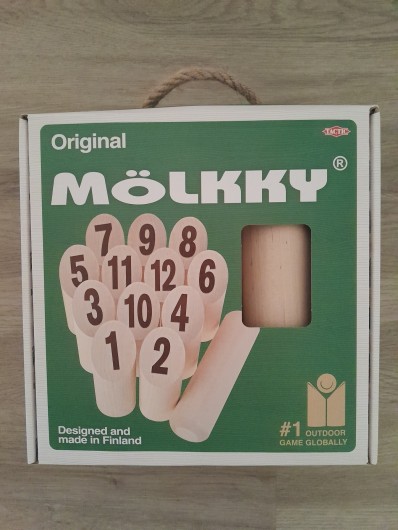 TACTIC
Original
MÖLKKY®
7 9 8
5 11 12 6
3 10 4
1 2
Designed and
made in Finland
#1 OUTDOOR
GAME GLOBALLY